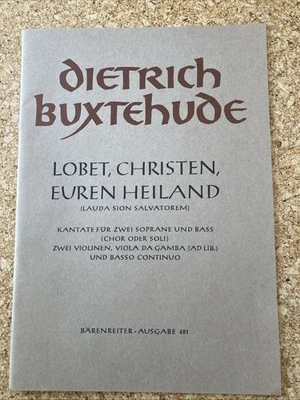 DIETRICH
BUXTEHUDE
LOBET, CHRISTEN,
EUREN HEILAND
(LAUDA SION SALVATOREM)
KANTATE FÜR ZWEI SOPRANE UND BASS
(CHOR ODER SOLI)
ZWEI VIOLINEN, VIOLA DA GAMBA (AD LIB.)
UND BASSO CONTINUO
BÄRENREITER-AUSGABE 481